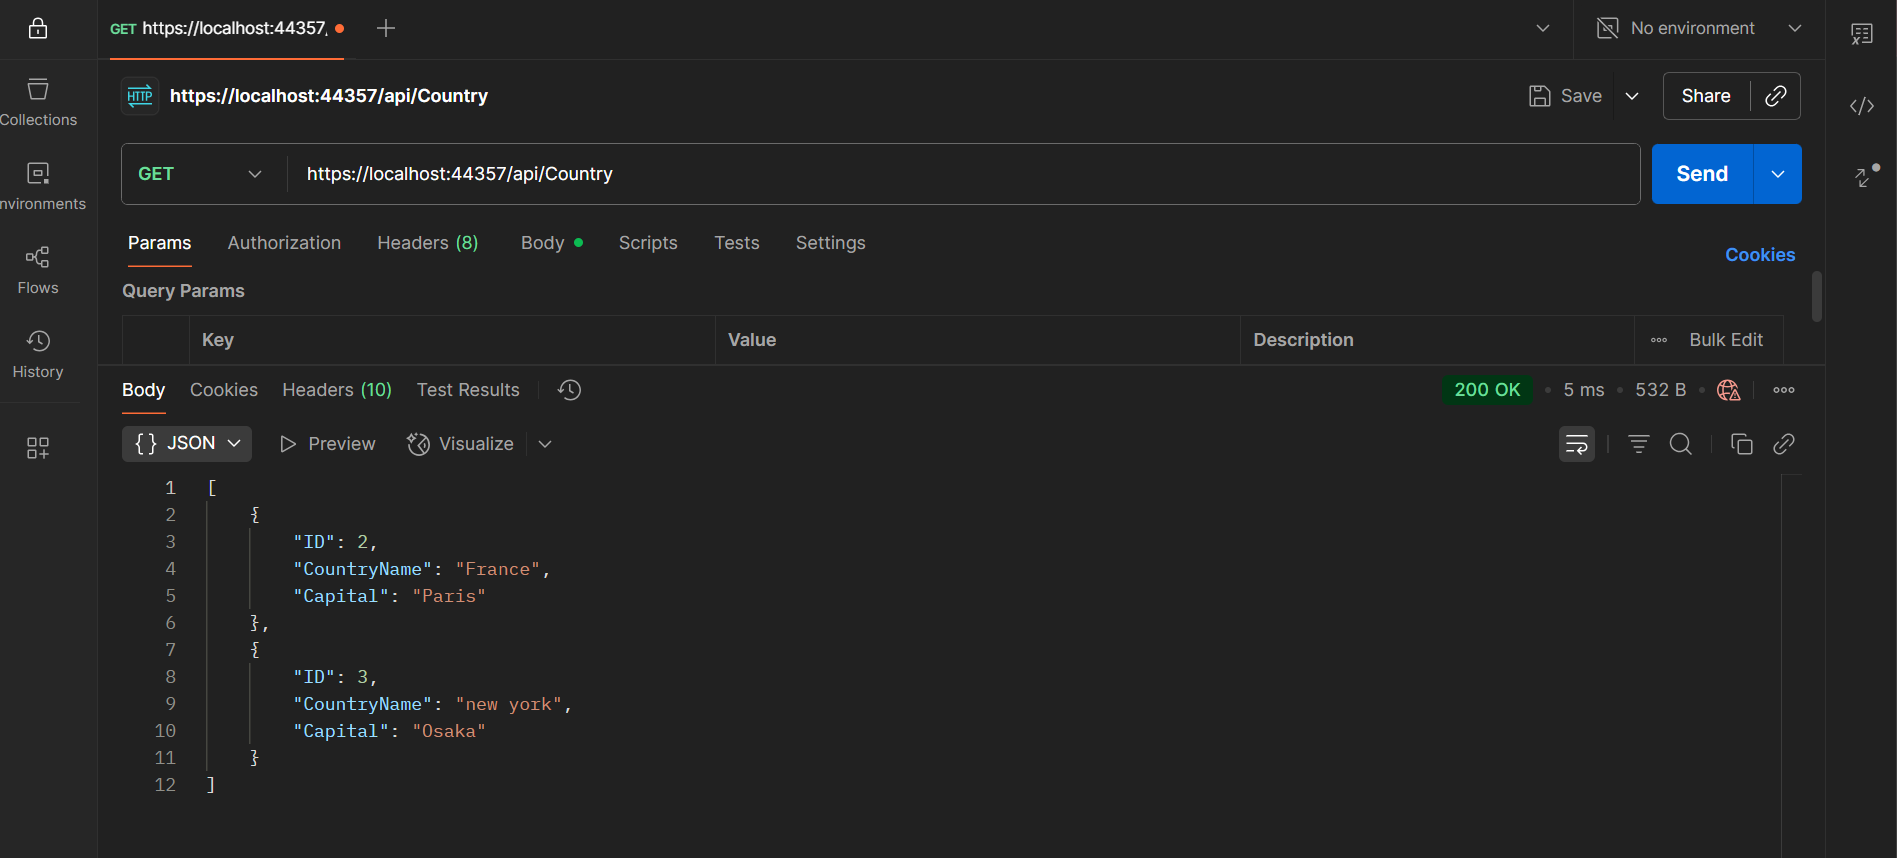 GET https://localhost:44357/
No environment
HTTP https://localhost:44357/api/Country
Save
Share
Collections
nvironments
Flows
History
GET https://localhost:44357/api/Country
Send
Params Authorization Headers (8) Body Scripts Tests Settings
Cookies
Query Params
Key Value Description Bulk Edit
Body Cookies Headers (10) Test Results
200 OK 5 ms 532 B
{} JSON Preview Visualize
1 [
2 {
3 "ID": 2,
4 "CountryName": "France",
5 "Capital": "Paris"
6 },
7 {
8 "ID": 3,
9 "CountryName": "new york",
10 "Capital": "Osaka"
11 }
12 ]